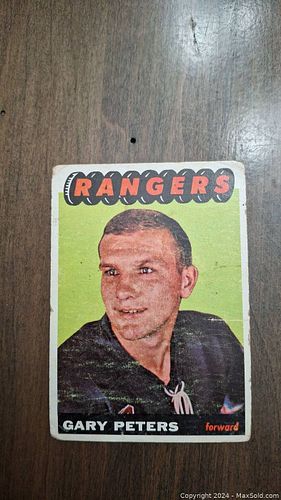 RANGERS
GARY PETERS forward
Copyright © 2024 - MaxSold.com